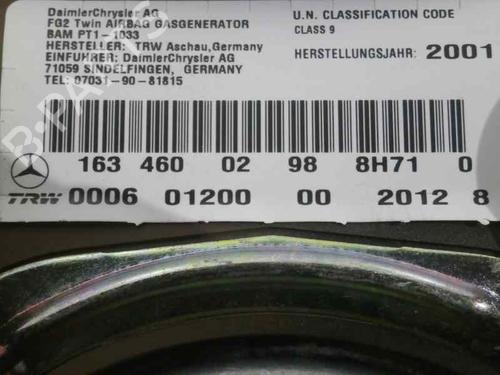 DaimlerChrysler AG
FG2 Twin AIRBAG GASGENERATOR
BAM PT1-1033
HERSTELLER: TRW Aschau,Germany
EINFUHRER: DaimlerChrysler AG
71059 SINDELFINGEN, GERMANY
TEL: 07031-90-81815
U.N. CLASSIFICATION CODE
CLASS 9
HERSTELLUNGSJAHR: 2001
163 460 02 98 8H71 0
TRW 0006 01200 00 2012 8
B-PARTS